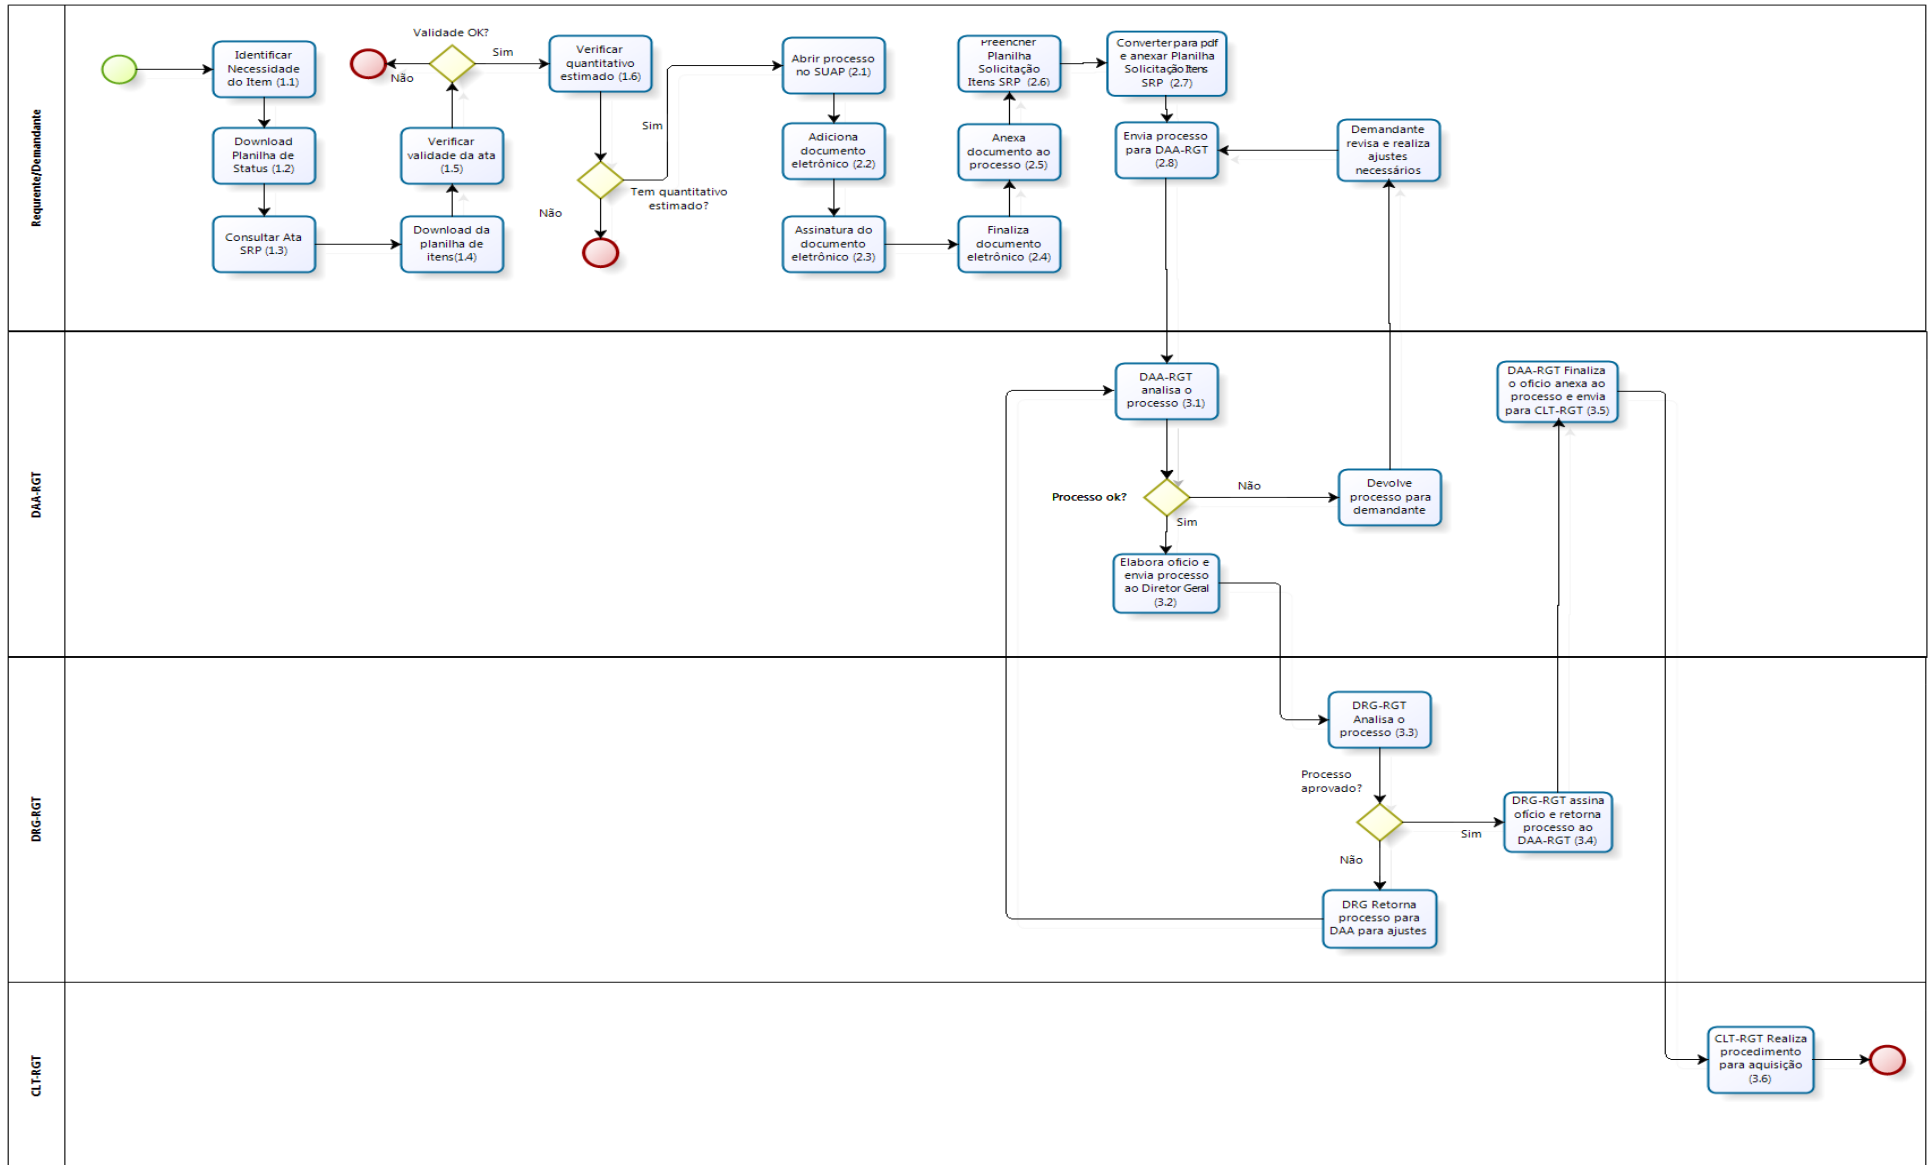 Requrente/Demandante
Identificar
Necessidade
do Item (1.1)
Download
Planilha de
Status (1.2)
Consultar Ata
SRP (1.3)
Download da
planilha de
itens(1.4)
Verificar
validade da ata
(1.5)
Validade OK?
Não
Sim
Verificar
quantitativo
estimado (1.6)
Tem quantitativo
estimado?
Não
Sim
Abrir processo
no SUAP (2.1)
Adiciona
documento
eletrônico (2.2)
Assinatura do
documento
eletrônico (2.3)
Finaliza
documento
eletrônico (2.4)
Anexa
documento ao
processo (2.5)
Preencher
Planilha
Solicitação
Itens SRP (2.6)
Converter para pdf
e anexar Planilha
Solicitação Itens
SRP (2.7)
Envia processo
para DAA-RGT
(2.8)
Demandante
revisa e realiza
ajustes
necessários
DAA-RGT
DAA-RGT
analisa o
processo (3.1)
Processo ok?
Não
Sim
Devolve
processo para
demandante
Elabora oficio e
envia processo
ao Diretor Geral
(3.2)
DAA-RGT Finaliza
o oficio anexa ao
processo e envia
para CLT-RGT (3.5)
DRG-RGT
DRG-RGT
Analisa o
processo (3.3)
Processo
aprovado?
Sim
Não
DRG-RGT assina
ofício e retorna
processo ao
DAA-RGT (3.4)
DRG Retorna
processo para
DAA para ajustes
CLT-RGT
CLT-RGT Realiza
procedimento
para aquisição
(3.6)